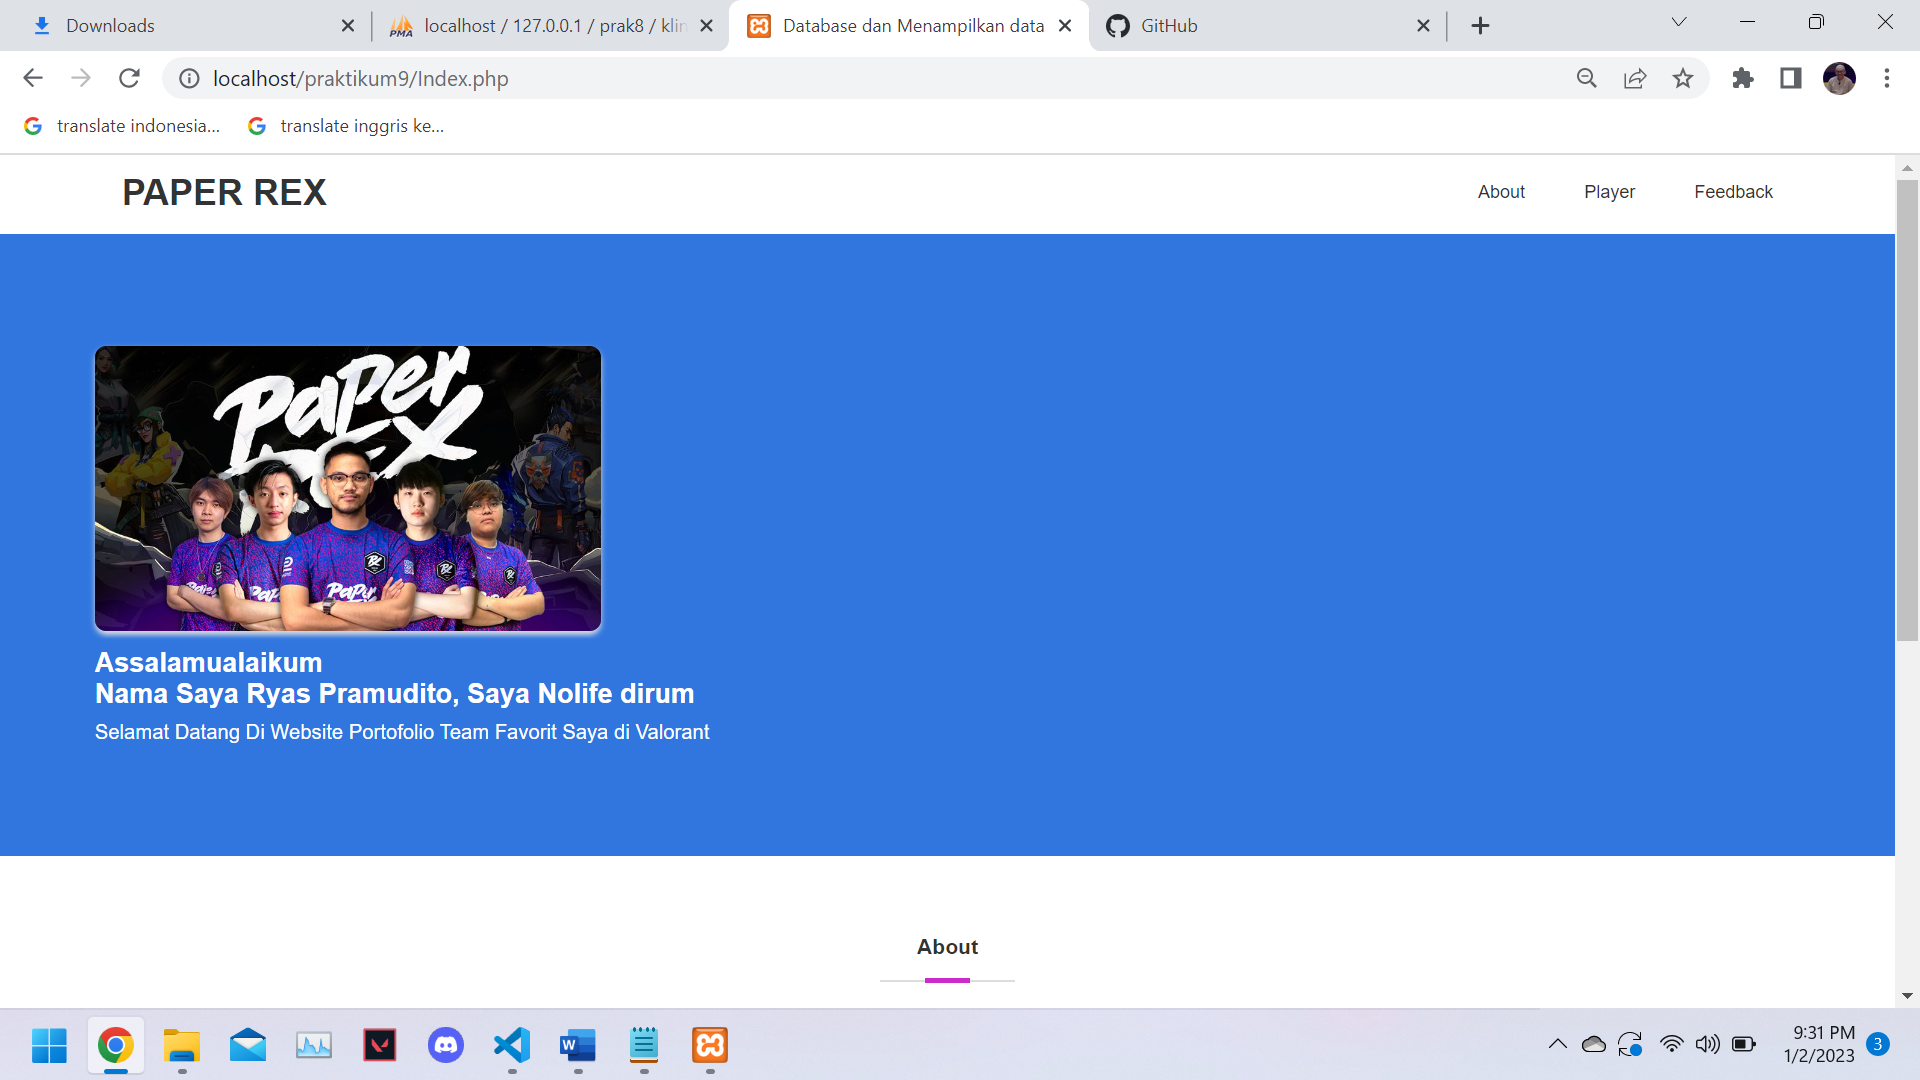 Downloads
localhost / 127.0.0.1 / prak8 / klin
Database dan Menampilkan data
GitHub
localhost/praktikum9/Index.php
translate indonesia...
translate inggris ke...
PAPER REX
About
Player
Feedback
Paper
Rex
Assalamualaikum
Nama Saya Ryas Pramudito, Saya Nolife dirum
Selamat Datang Di Website Portofolio Team Favorit Saya di Valorant
About
9:31 PM
1/2/2023
3